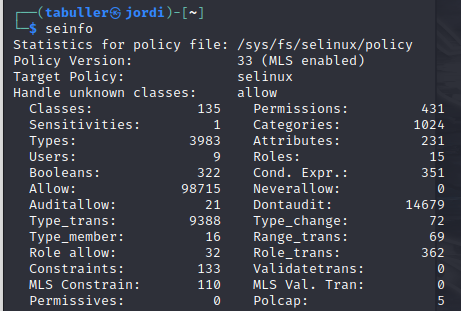 ┌──(tabuller㉿ jordi)-[~]
└─$ seinfo
Statistics for policy file: /sys/fs/selinux/policy
Policy Version: 33 (MLS enabled)
Target Policy: selinux
Handle unknown classes: allow
Classes: 135 Permissions: 431
Sensitivities: 1 Categories: 1024
Types: 3983 Attributes: 231
Users: 9 Roles: 15
Booleans: 322 Cond. Expr.: 351
Allow: 98715 Neverallow: 0
Auditallow: 21 Dontaudit: 14679
Type_trans: 9388 Type_change: 72
Type_member: 16 Range_trans: 69
Role allow: 32 Role_trans: 362
Constraints: 133 Validatetrans: 0
MLS Constrain: 110 MLS Val. Tran: 0
Permissives: 0 Polcap: 5